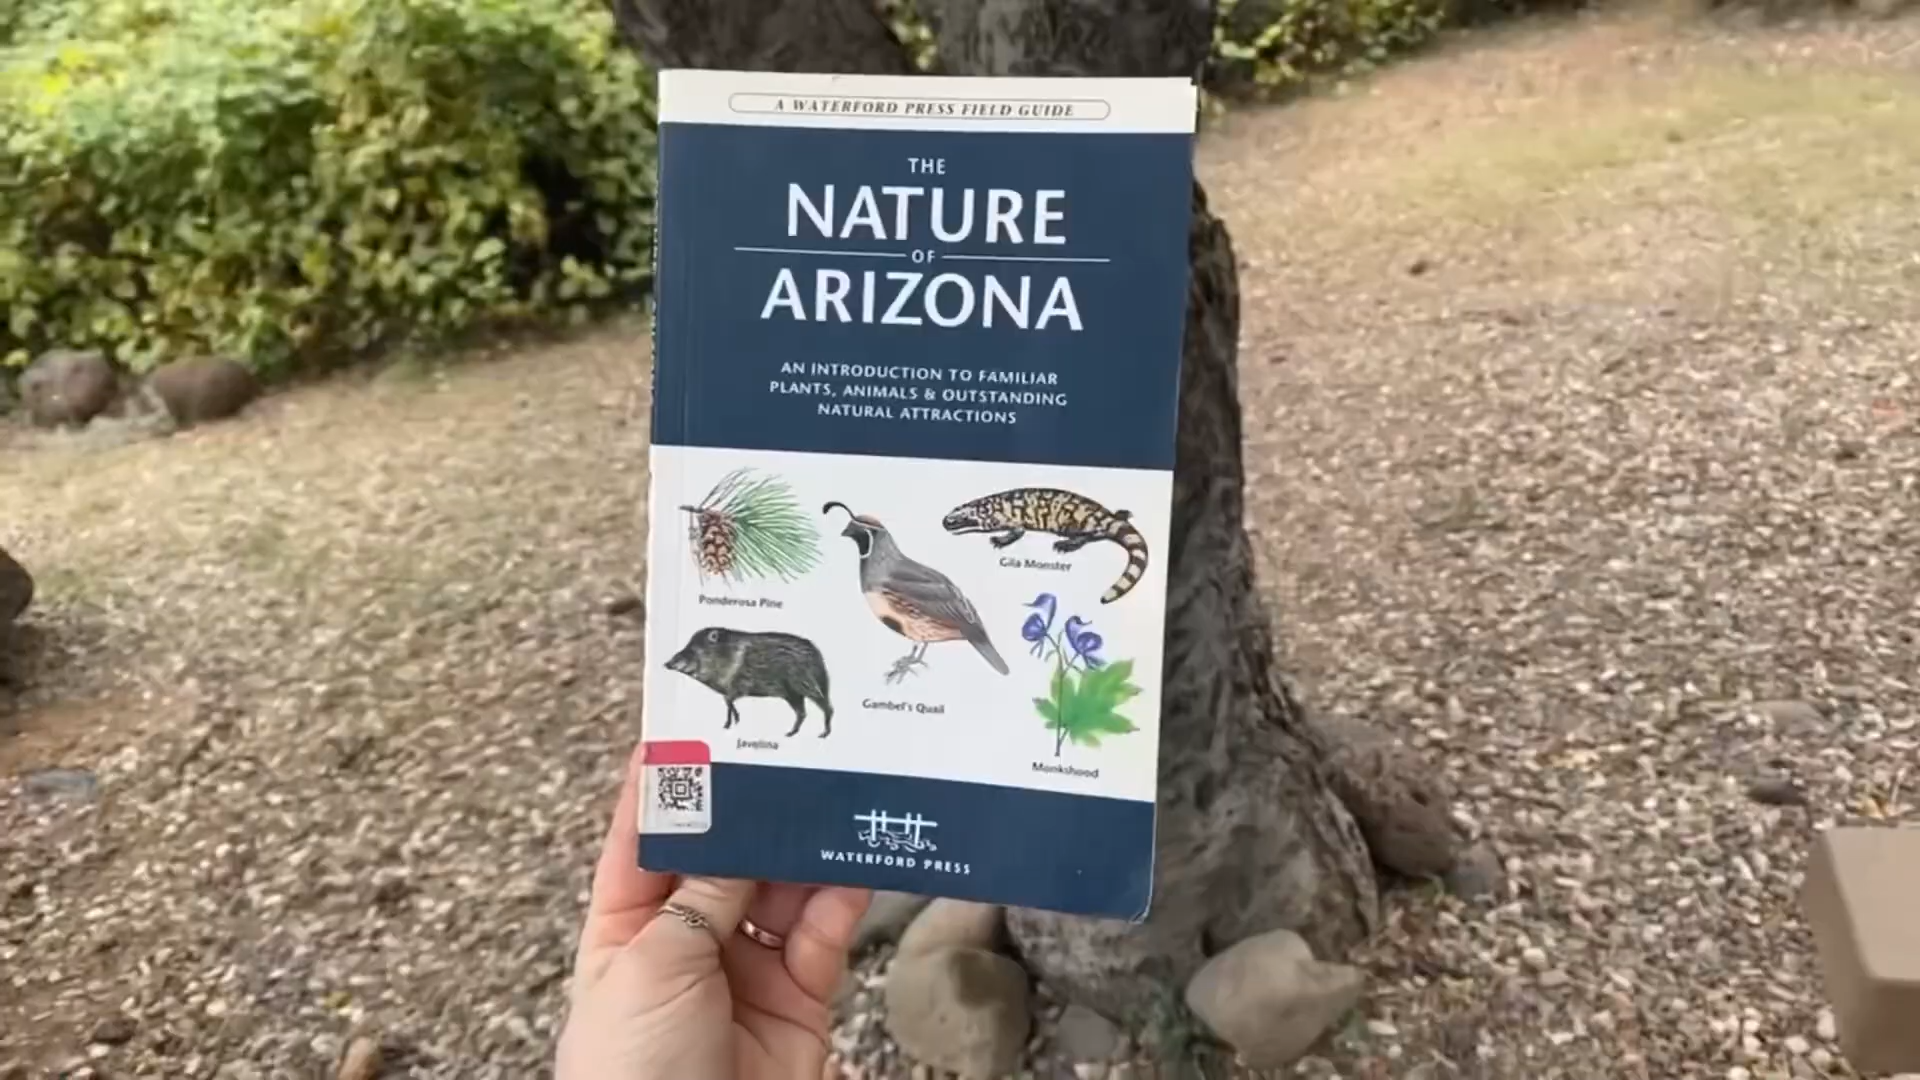 A WATERFORD PRESS FIELD GUIDE
THE
NATURE
OF
ARIZONA
AN INTRODUCTION TO FAMILIAR
PLANTS, ANIMALS & OUTSTANDING
NATURAL ATTRACTIONS
Gila Monster
Ponderosa Pine
Gambel's Quail
Javelina
Monkshood
WATERFORD PRESS